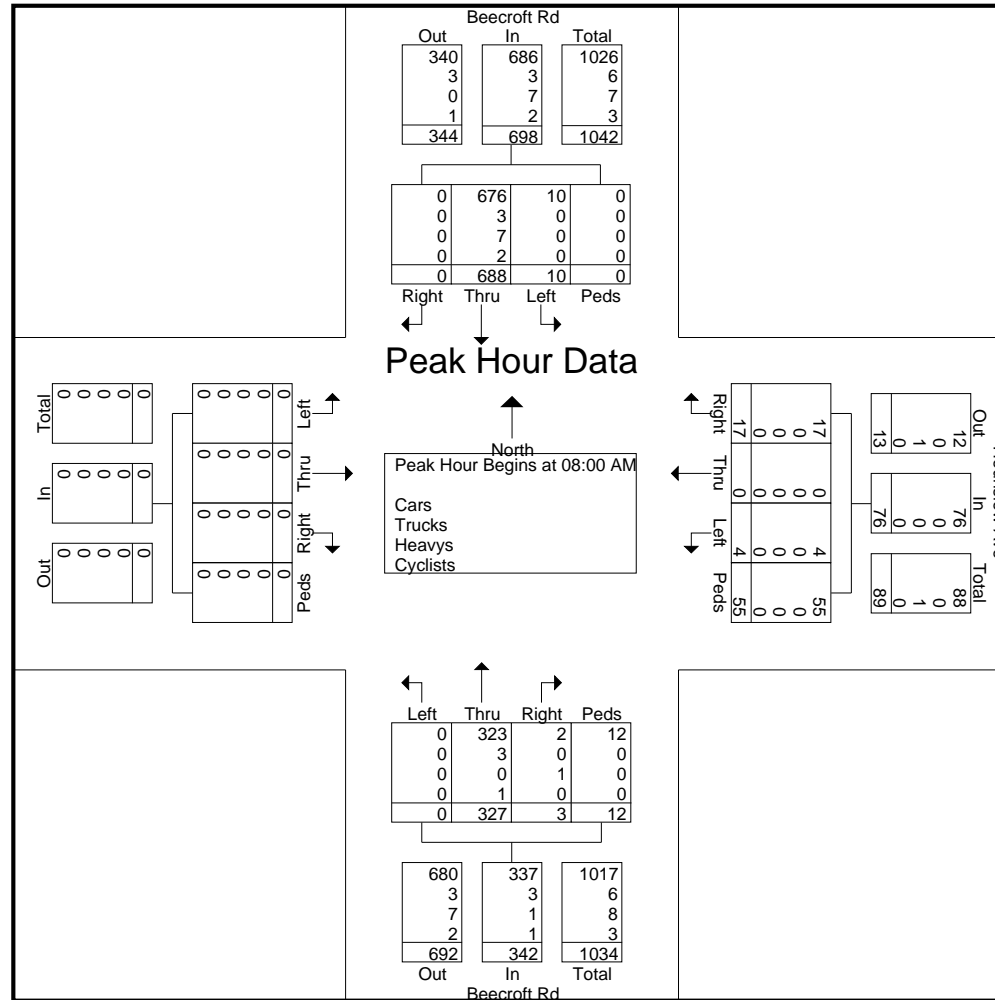 Beecroft Rd
Out In Total
340 686 1026
3 3 6
0 7 7
1 2 3
344 698 1042
0 676 10 0
0 3 0 0
0 7 0 0
0 2 0 0
0 688 10 0
Right Thru Left Peds
Peak Hour Data
North
Peak Hour Begins at 08:00 AM
Cars
Trucks
Heavys
Cyclists
Total
0 0 0 0 0
In
0 0 0 0 0
Out
0 0 0 0 0
Left
0 0 0 0 0
Thru
0 0 0 0 0
Right
0 0 0 0 0
Peds
0 0 0 0 0
Right
17 0 0 0 17
Thru
0 0 0 0 0
Left
4 0 0 0 4
Peds
55 0 0 0 55
Out
12 0 1 0 13
In
76 0 0 0 76
Total
88 0 1 0 89
Left Thru Right Peds
0 323 2 12
0 3 0 0
0 0 1 0
0 1 0 0
0 327 3 12
680 337 1017
3 3 6
7 1 8
2 1 3
692 342 1034
Out In Total
Beecroft Rd